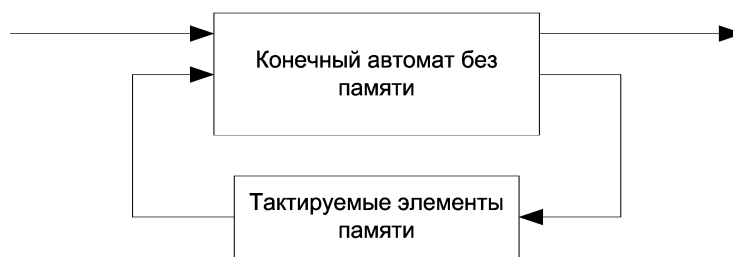 Конечный автомат без
памяти
Тактируемые элементы
памяти